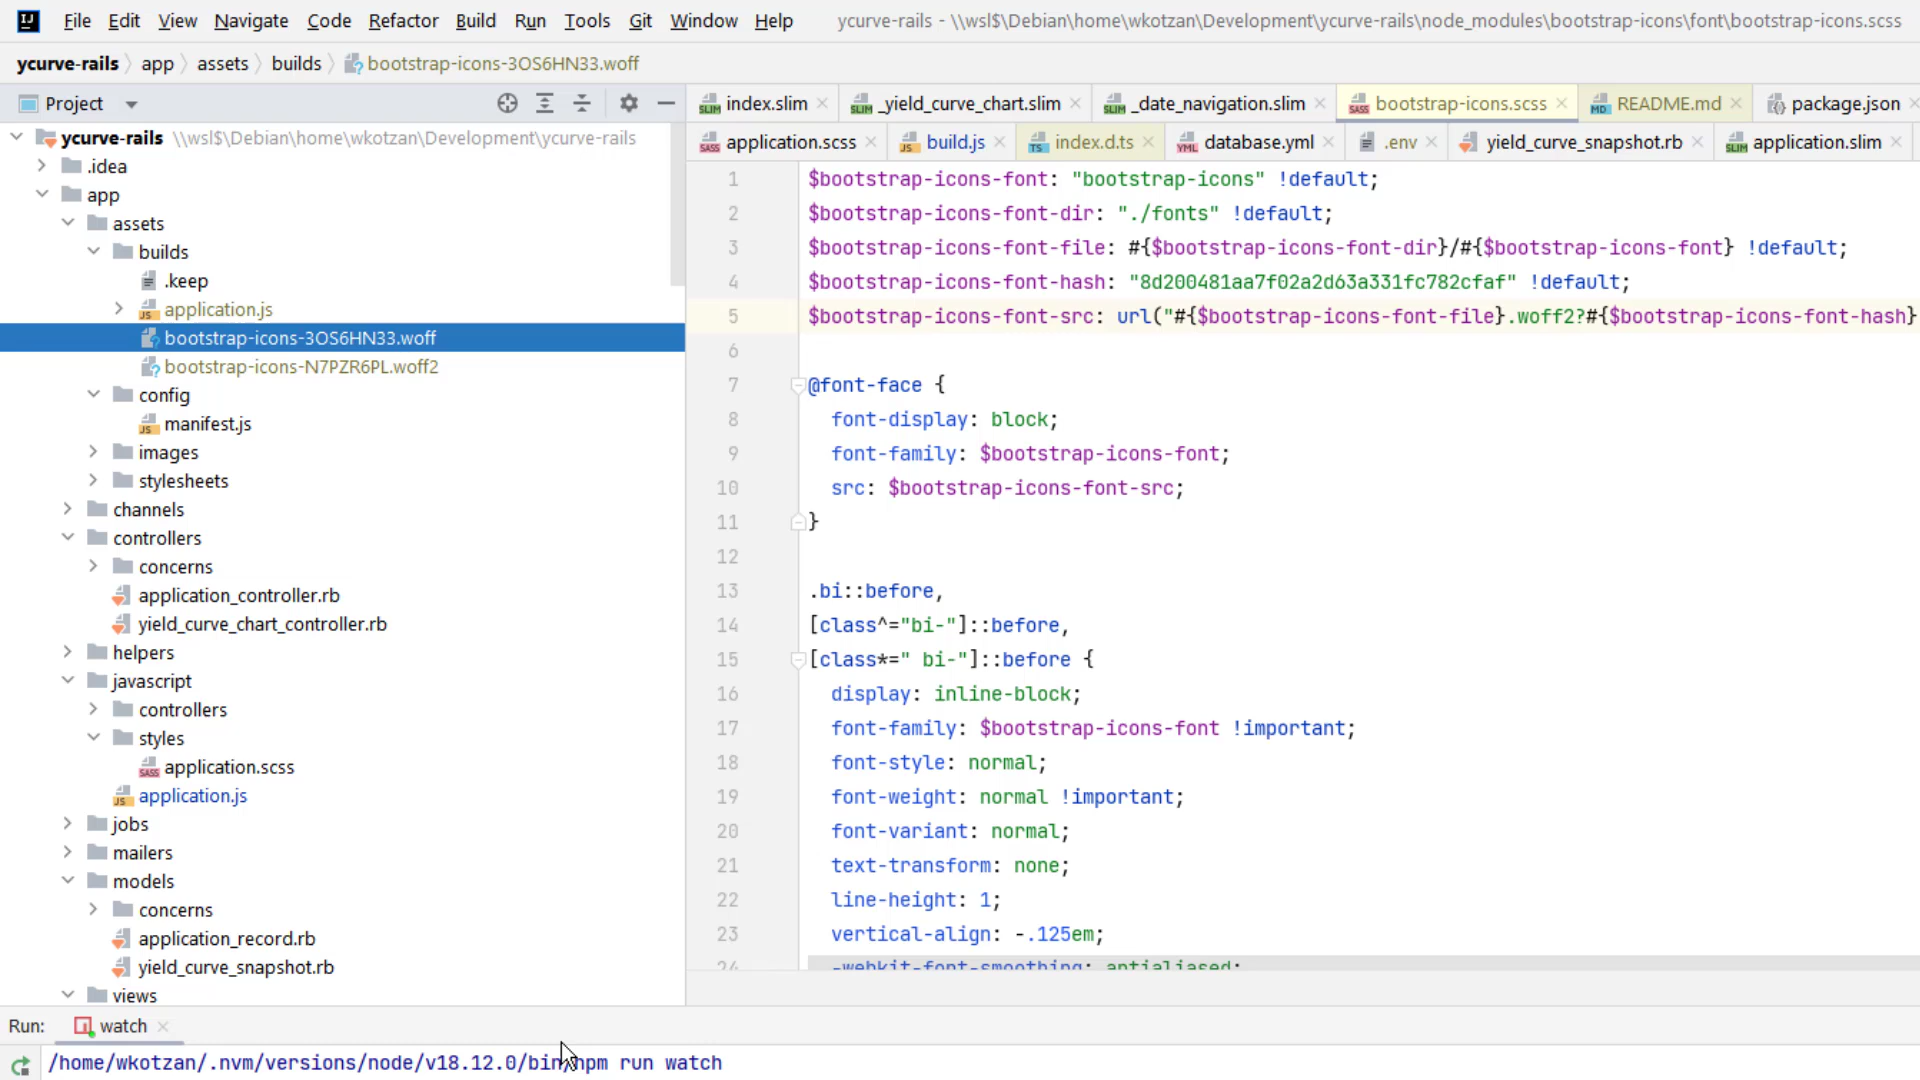 IJ File Edit View Navigate Code Refactor Build Run Tools Git Window Help ycurve-rails - \\wsl$\Debian\home\wkotzan\Development\ycurve-rails\node_modules\bootstrap-icons\font\bootstrap-icons.scss
ycurve-rails app assets builds bootstrap-icons-3OS6HN33.woff
Project
index.slim _yield_curve_chart.slim _date_navigation.slim bootstrap-icons.scss README.md package.json
application.scss build.js index.d.ts database.yml .env yield_curve_snapshot.rb application.slim
ycurve-rails \\wsl$\Debian\home\wkotzan\Development\ycurve-rails
.idea
app
assets
builds
.keep
application.js
bootstrap-icons-3OS6HN33.woff
bootstrap-icons-N7PZR6PL.woff2
config
manifest.js
images
stylesheets
channels
controllers
concerns
application_controller.rb
yield_curve_chart_controller.rb
helpers
javascript
controllers
styles
application.scss
application.js
jobs
mailers
models
concerns
application_record.rb
yield_curve_snapshot.rb
views
1 $bootstrap-icons-font: "bootstrap-icons" !default;
2 $bootstrap-icons-font-dir: "./fonts" !default;
3 $bootstrap-icons-font-file: #{$bootstrap-icons-font-dir}/#{$bootstrap-icons-font} !default;
4 $bootstrap-icons-font-hash: "8d200481aa7f02a2d63a331fc782cfaf" !default;
5 $bootstrap-icons-font-src: url("#{$bootstrap-icons-font-file}.woff2?#{$bootstrap-icons-font-hash}
6
7 @font-face {
8 font-display: block;
9 font-family: $bootstrap-icons-font;
10 src: $bootstrap-icons-font-src;
11 }
12
13 .bi::before,
14 [class^="bi-"]::before,
15 [class*=" bi-"]::before {
16 display: inline-block;
17 font-family: $bootstrap-icons-font !important;
18 font-style: normal;
19 font-weight: normal !important;
20 font-variant: normal;
21 text-transform: none;
22 line-height: 1;
23 vertical-align: -.125em;
24 -webkit-font-smoothing: antialiased;
Run: watch
/home/wkotzan/.nvm/versions/node/v18.12.0/bin/npm run watch